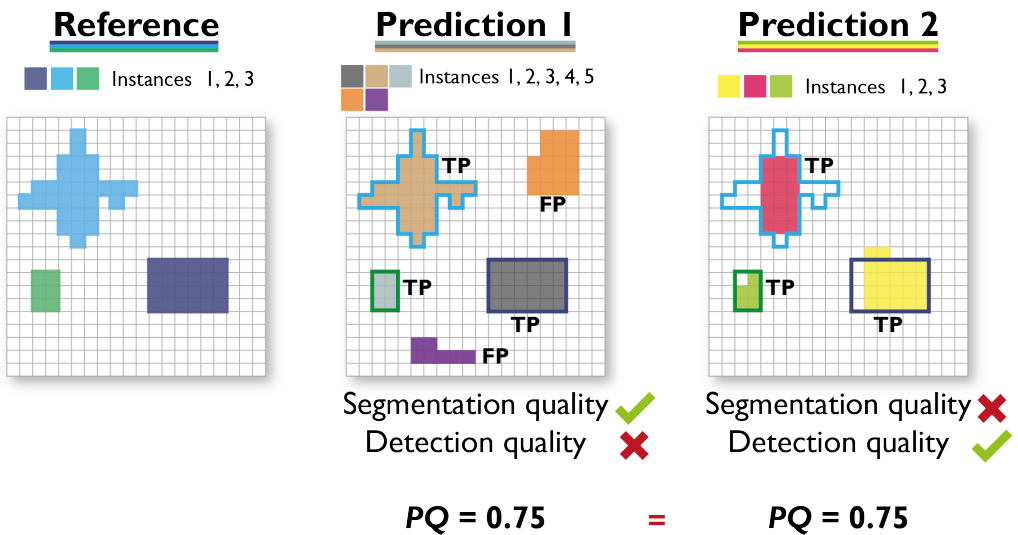 Reference
Prediction 1
Prediction 2
Instances 1, 2, 3
Instances 1, 2, 3, 4, 5
Instances 1, 2, 3
TP
FP
TP
TP
FP
TP
TP
TP
Segmentation quality
Detection quality
Segmentation quality
Detection quality
PQ = 0.75 = PQ = 0.75